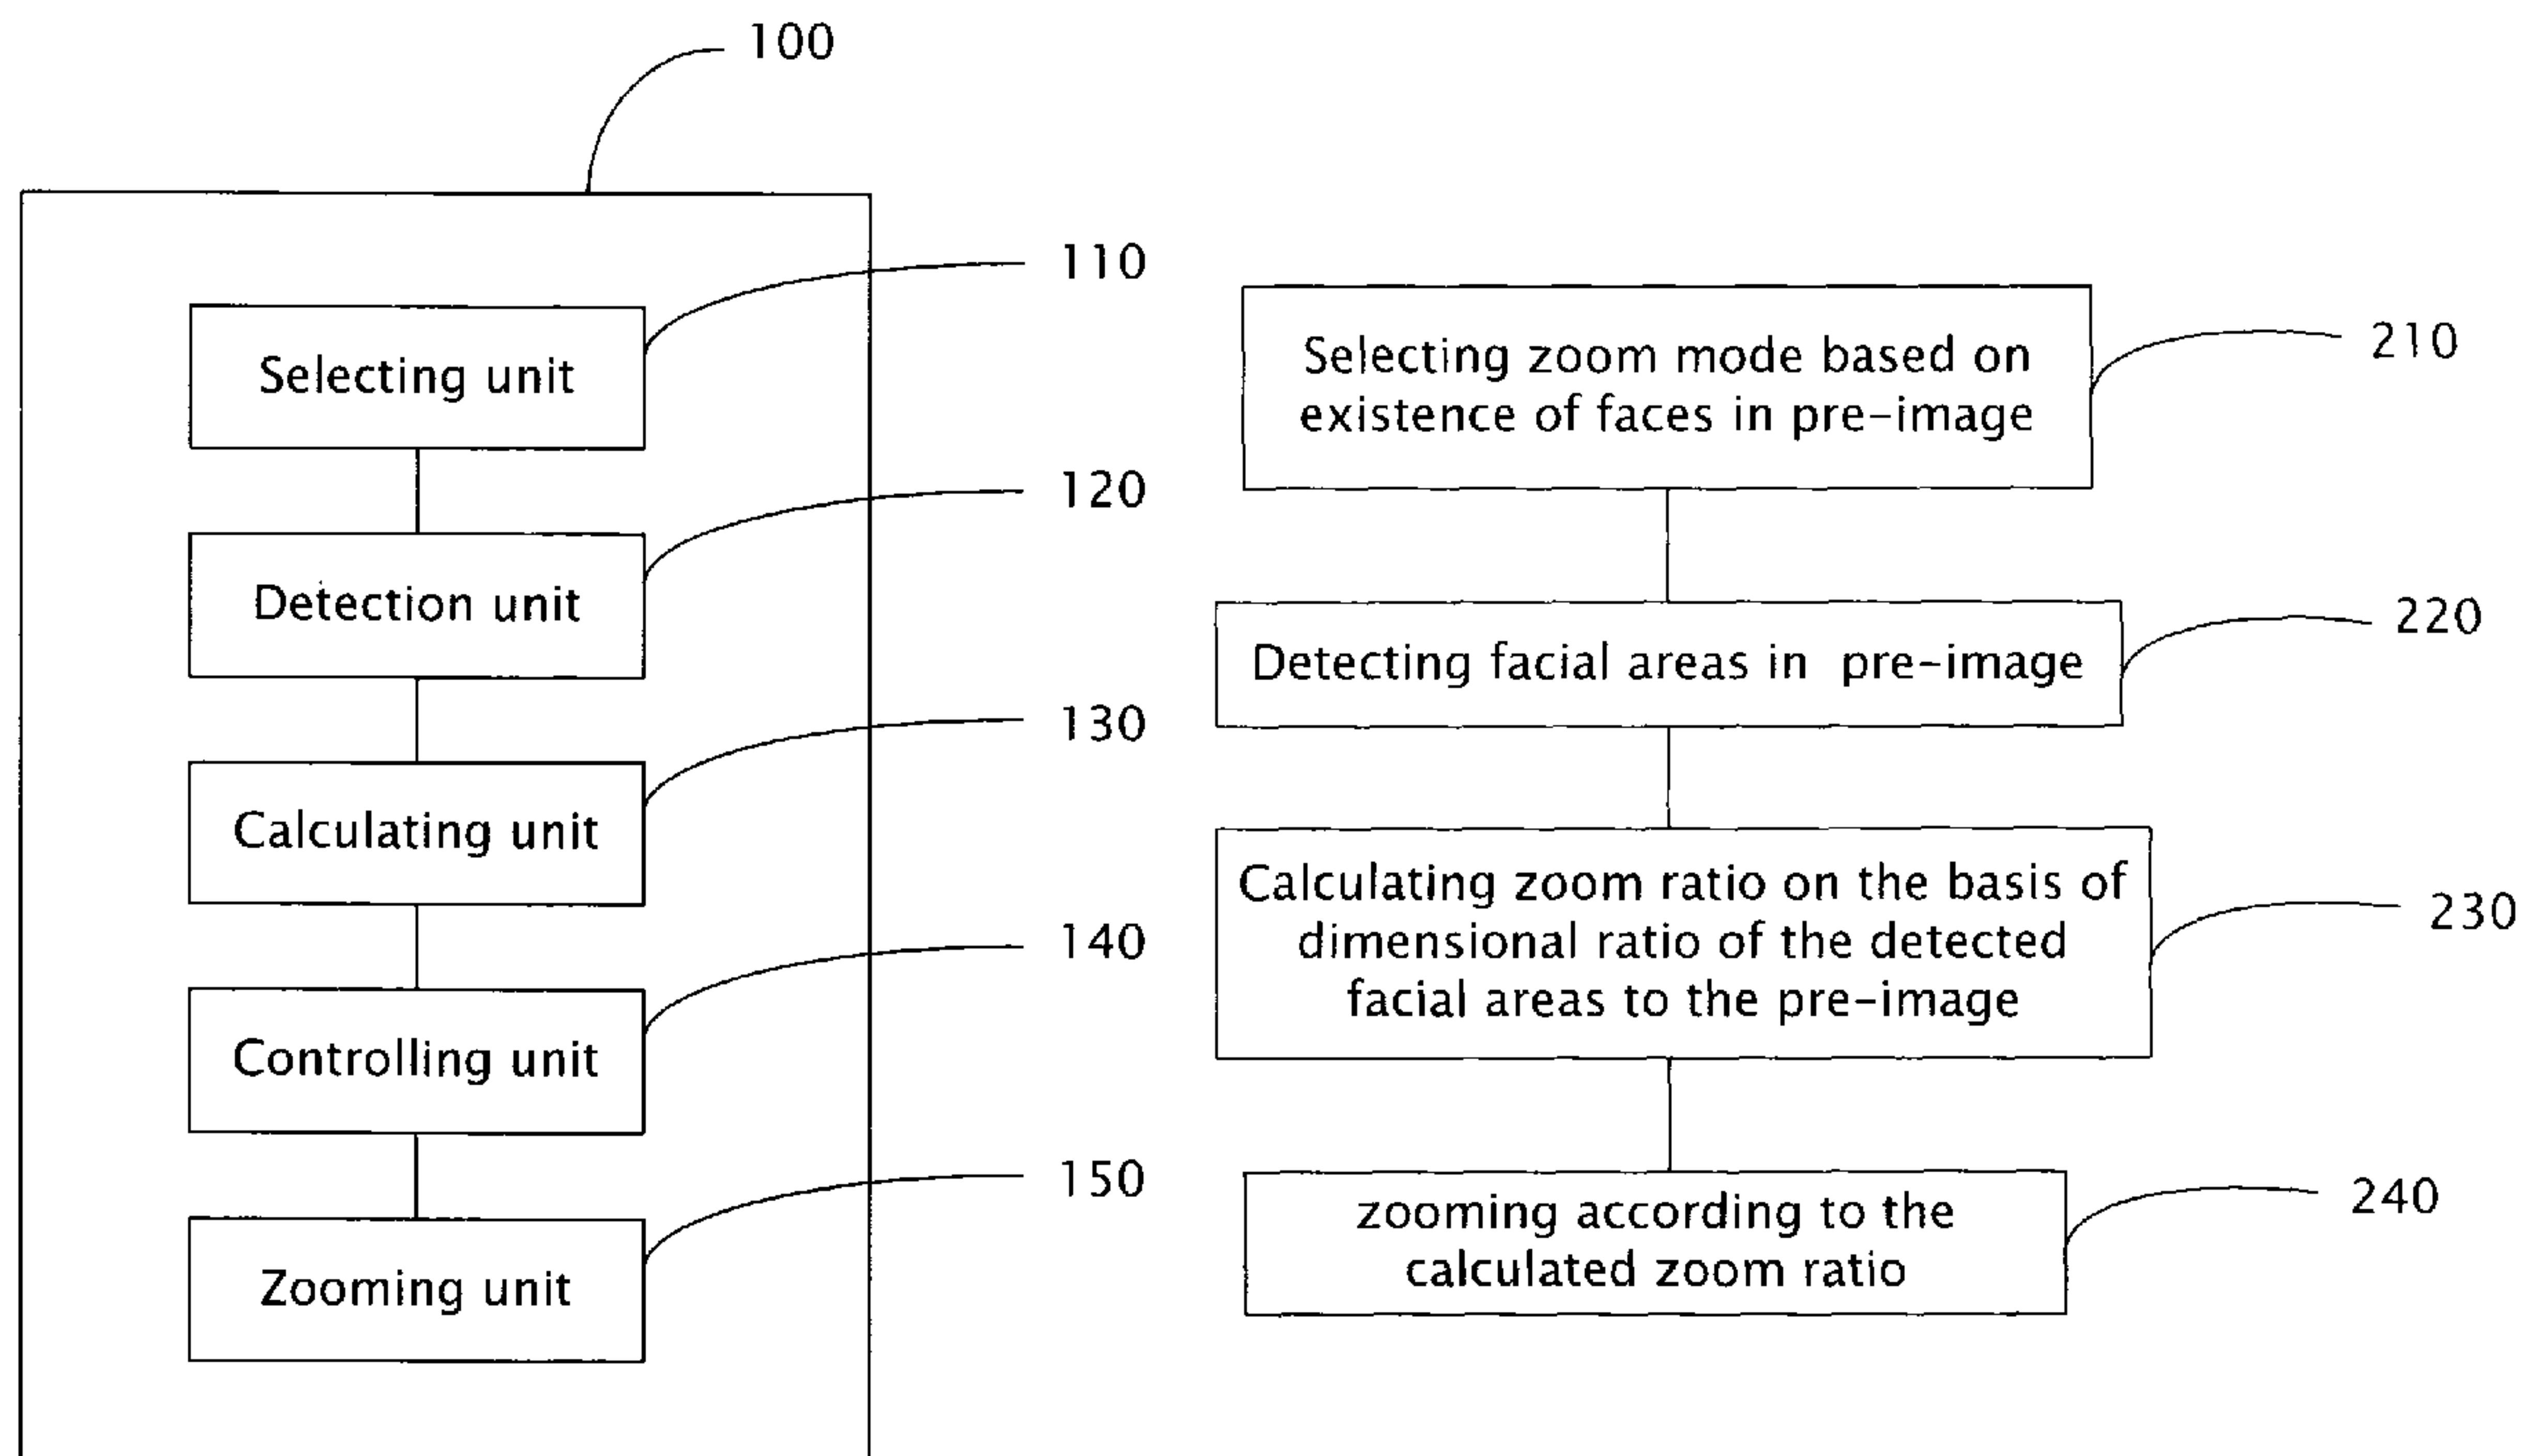 100
110
Selecting unit
120
Detection unit
130
Calculating unit
140
Controlling unit
150
Zooming unit
210
Selecting zoom mode based on
existence of faces in pre-image
220
Detecting facial areas in pre-image
230
Calculating zoom ratio on the basis of
dimensional ratio of the detected
facial areas to the pre-image
240
zooming according to the
calculated zoom ratio